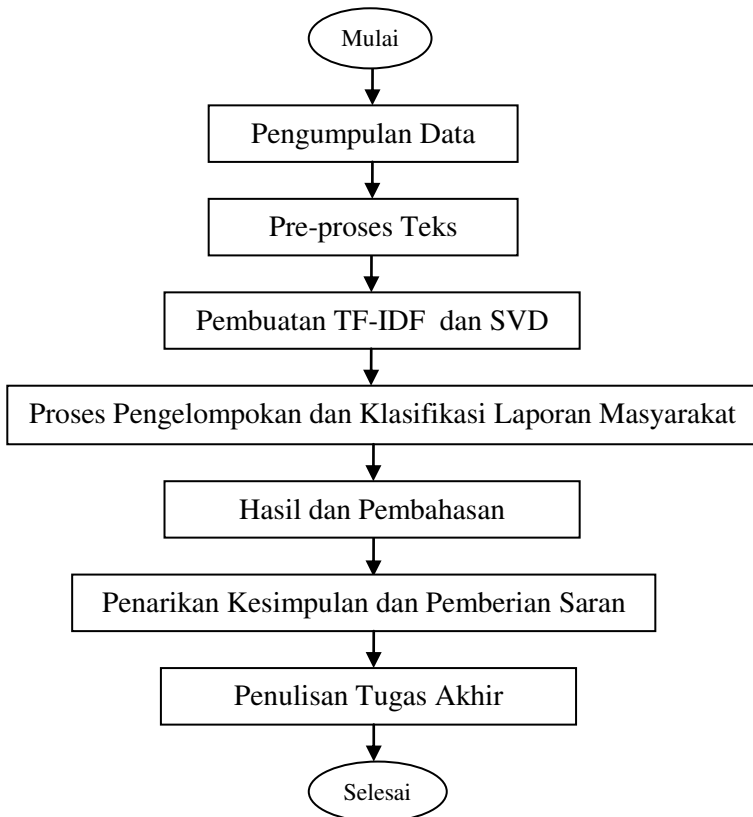 Mulai
Pengumpulan Data
Pre-proses Teks
Pembuatan TF-IDF dan SVD
Proses Pengelompokan dan Klasifikasi Laporan Masyarakat
Hasil dan Pembahasan
Penarikan Kesimpulan dan Pemberian Saran
Penulisan Tugas Akhir
Selesai